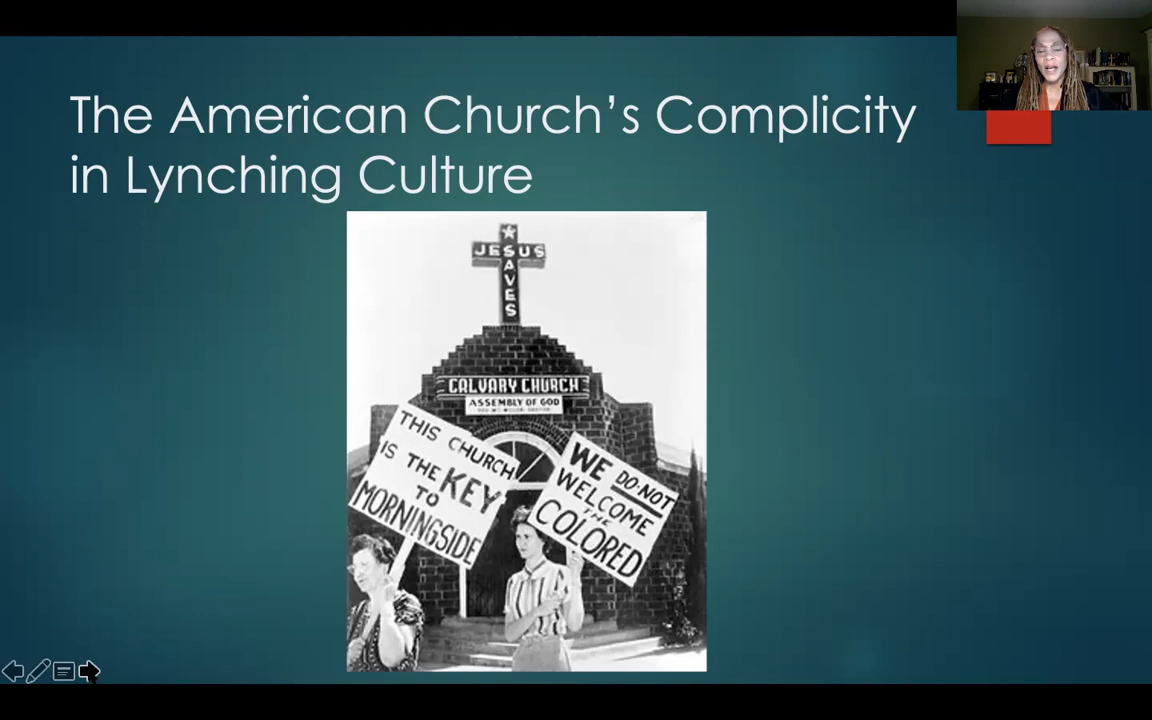 The American Church's Complicity
in Lynching Culture
JESUS
SAVES
CALVARY CHURCH
ASSEMBLY OF GOD
THIS CHURCH
IS THE KEY
TO
MORNINGSIDE
WE DO-NOT
WELCOME
THE
COLORED